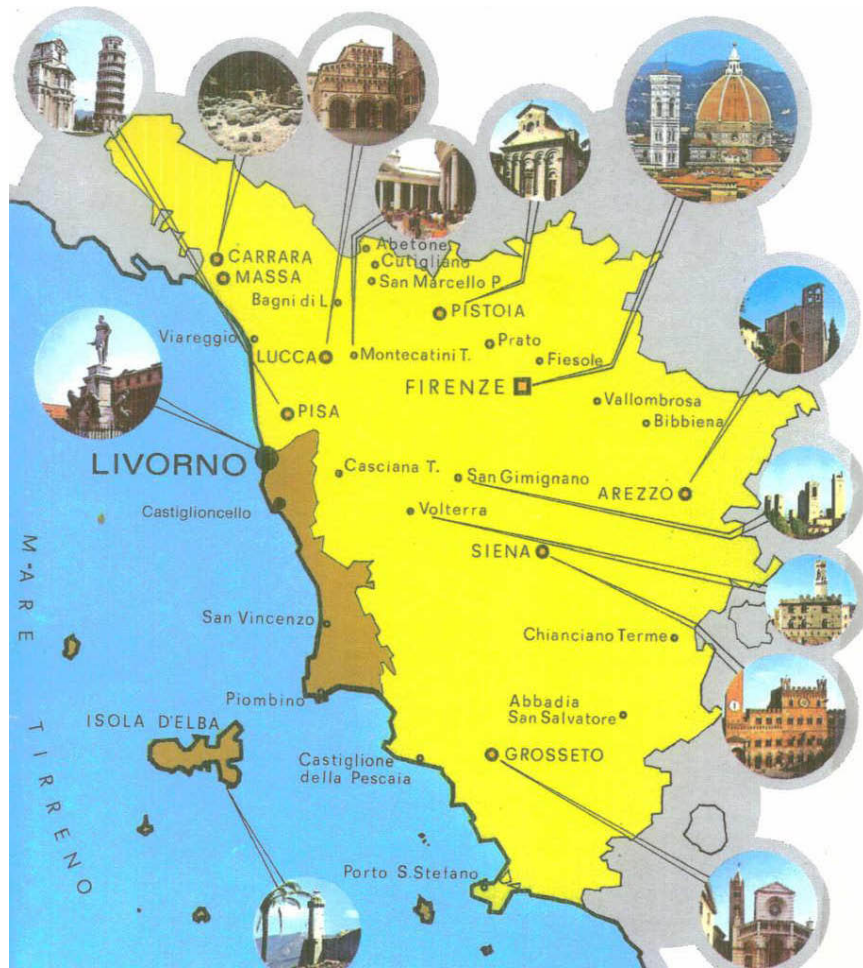 Abetone
CARRARA
Cutigliano
MASSA
San Marcello P
Bagni di L.
PISTOIA
Viareggio
Prato
LUCCA
Montecatini T.
Fiesole
FIRENZE
Vallombrosa
PISA
Bibbiena
LIVORNO
Casciana T.
San Gimignano
AREZZO
Castiglioncello
Volterra
SIENA
MARE TIRRENO
San Vincenzo
Chianciano Terme
Piombino
Abbadia
San Salvatore
ISOLA D'ELBA
Castiglione
della Pescaia
GROSSETO
Porto S.Stefano